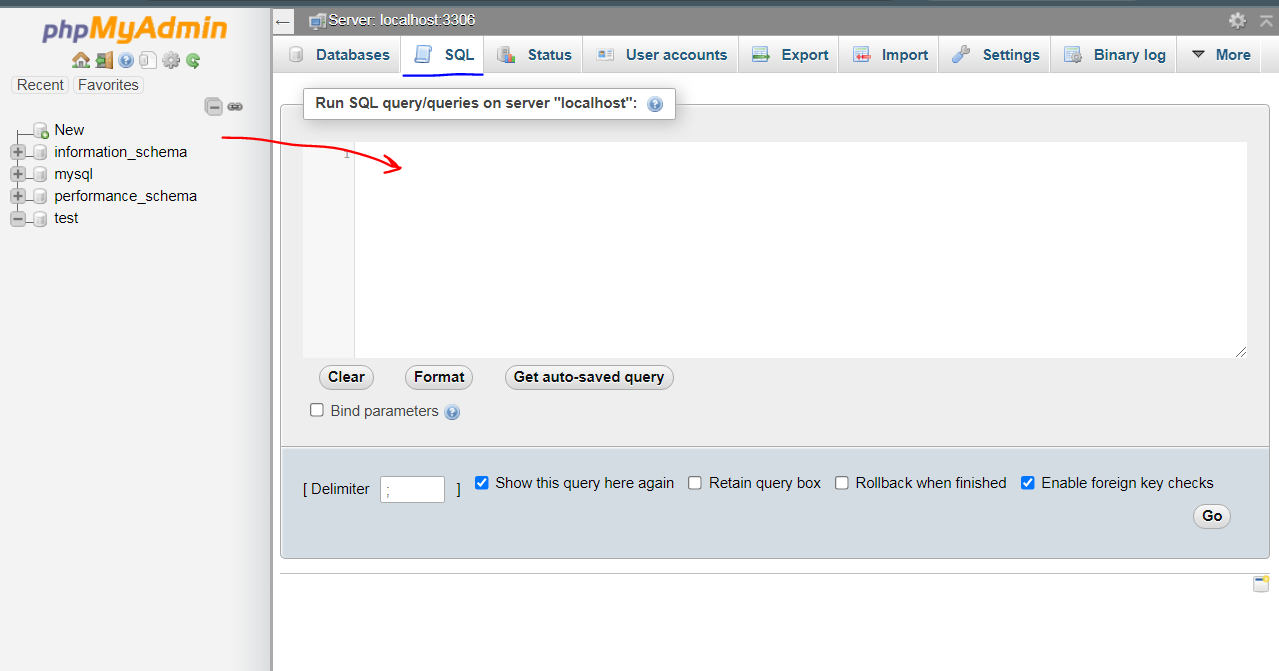 phpMyAdmin
Recent Favorites
New
information_schema
mysql
performance_schema
test
← Server: localhost:3306
Databases SQL Status User accounts Export Import Settings Binary log More
Run SQL query/queries on server "localhost":
1
Clear Format Get auto-saved query
Bind parameters
[ Delimiter ; ] Show this query here again Retain query box Rollback when finished Enable foreign key checks
Go